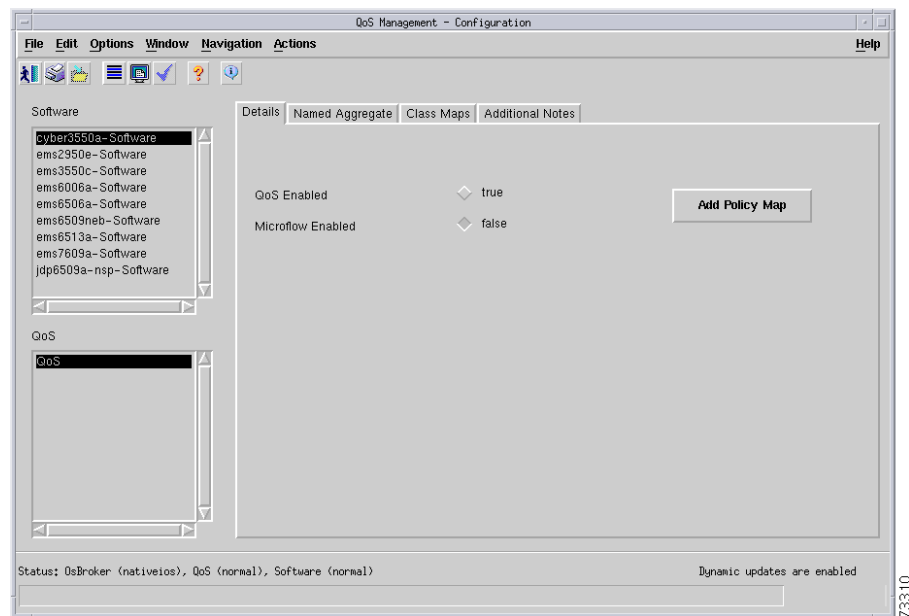 QoS Management - Configuration
File Edit Options Window Navigation Actions Help
Software
cyber3550a-Software
ems2950e-Software
ems3550c-Software
ems6006a-Software
ems6506a-Software
ems6509neb-Software
ems6513a-Software
ems7609a-Software
jdp6509a-nsp-Software
QoS
QoS
Details Named Aggregate Class Maps Additional Notes
QoS Enabled true
Microflow Enabled false
Add Policy Map
Status: OsBroker (nativeios), QoS (normal), Software (normal) Dynamic updates are enabled
73310